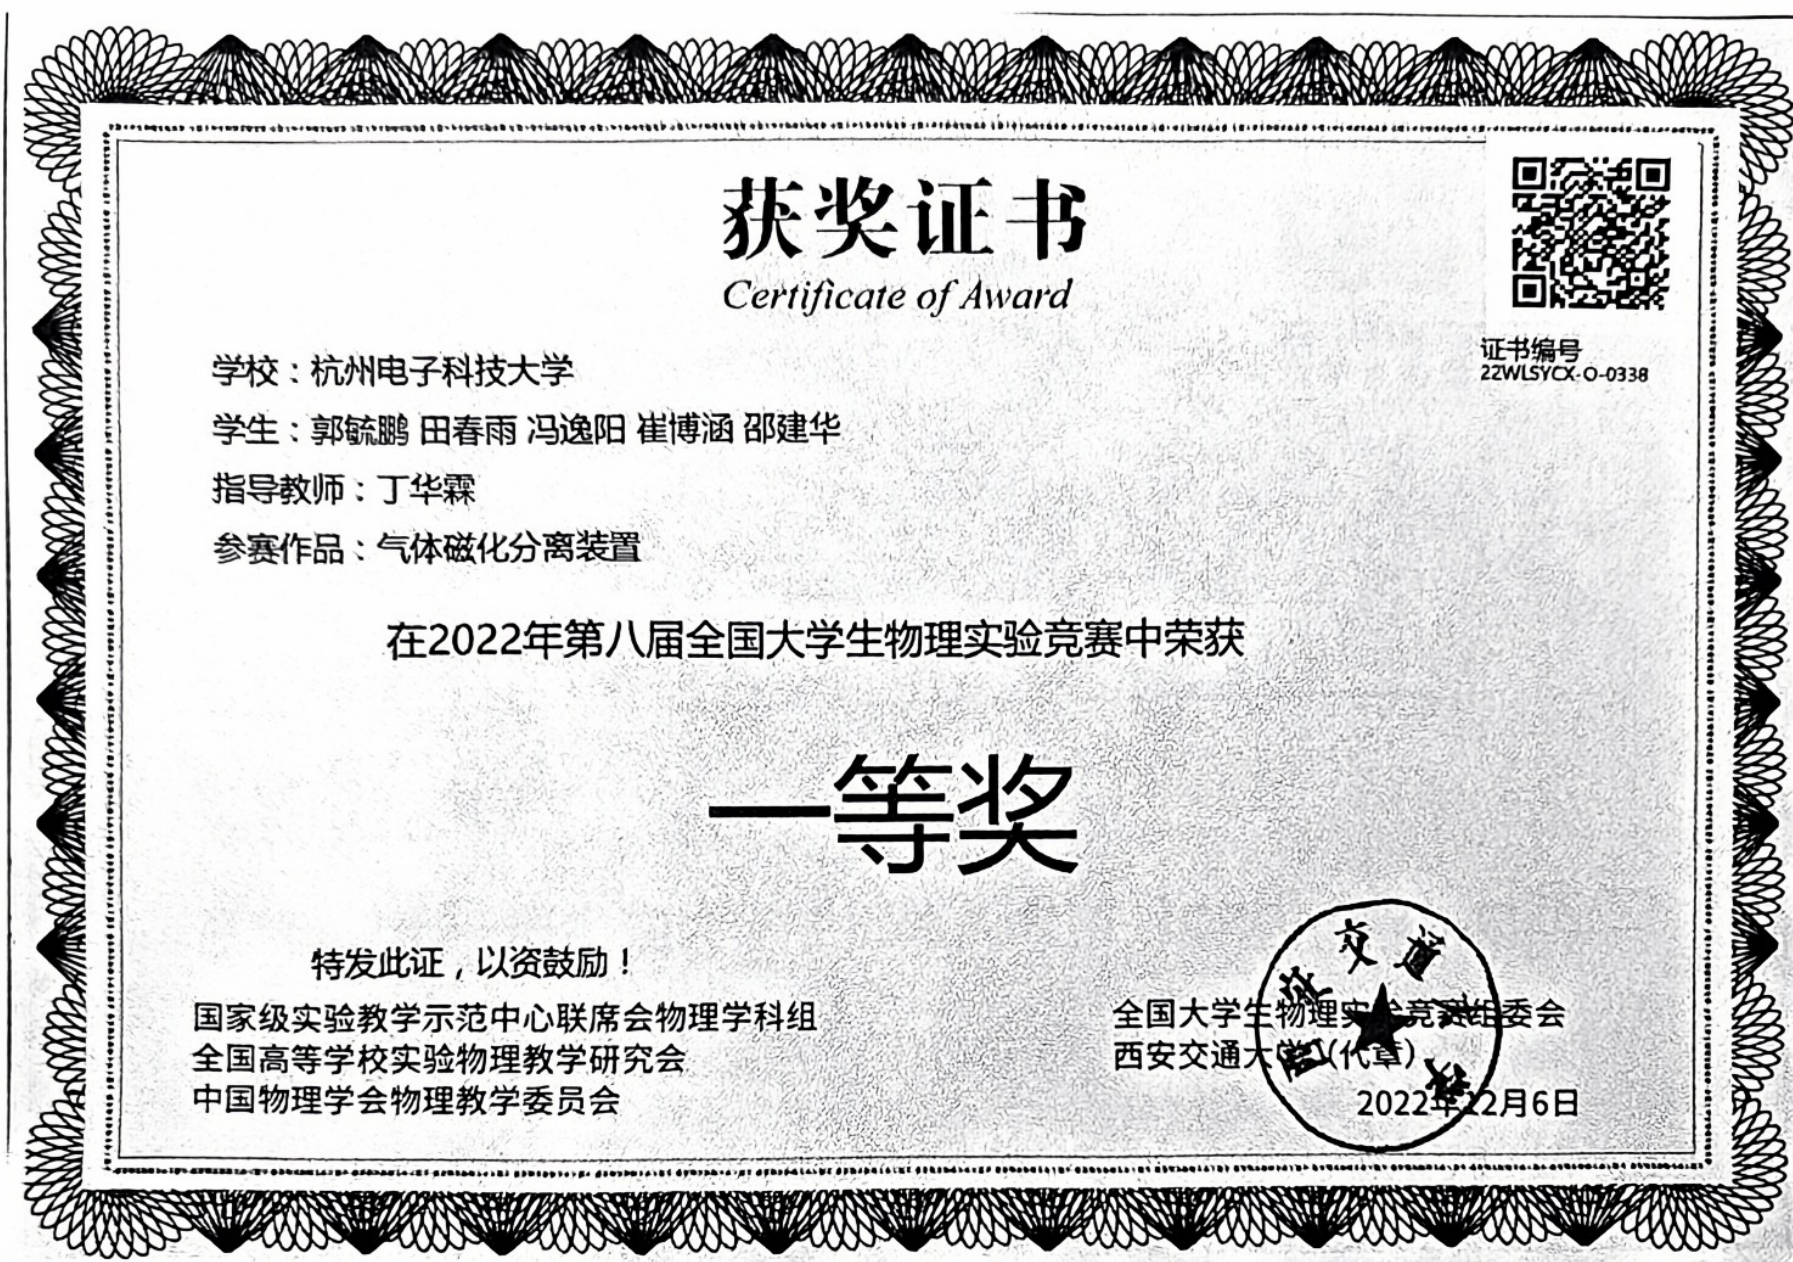 获奖证书
Certificate of Award
证书编号
22WLSYCX-O-0338
学校：杭州电子科技大学
学生：郭毓鹏 田春雨 冯逸阳 崔博涵 邵建华
指导教师：丁华霖
参赛作品：气体磁化分离装置
在2022年第八届全国大学生物理实验竞赛中荣获
一等奖
特发此证，以资鼓励！
国家级实验教学示范中心联席会物理学科组
全国高等学校实验物理教学研究会
中国物理学会物理教学委员会
全国大学生物理实验竞赛组委会
西安交通大学（代章）
2022年12月6日
交通